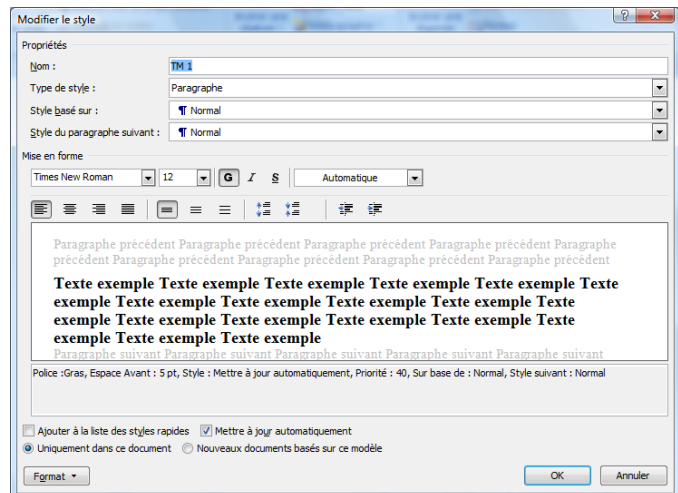 Modifier le style
Propriétés
Nom : TM 1
Type de style : Paragraphe
Style basé sur : ¶ Normal
Style du paragraphe suivant : ¶ Normal
Mise en forme
Times New Roman 12 G I S Automatique
Paragraphe précédent Paragraphe précédent Paragraphe précédent Paragraphe précédent Paragraphe
précédent Paragraphe précédent Paragraphe précédent Paragraphe précédent Paragraphe précédent
Texte exemple Texte exemple Texte exemple Texte exemple Texte exemple Texte
exemple Texte exemple Texte exemple Texte exemple Texte exemple Texte
exemple Texte exemple Texte exemple Texte exemple Texte exemple Texte
exemple Texte exemple Texte exemple
Paragraphe suivant Paragraphe suivant Paragraphe suivant Paragraphe suivant Paragraphe suivant
Police :Gras, Espace Avant : 5 pt, Style : Mettre à jour automatiquement, Priorité : 40, Sur base de : Normal, Style suivant : Normal
Ajouter à la liste des styles rapides Mettre à jour automatiquement
Uniquement dans ce document Nouveaux documents basés sur ce modèle
Format OK Annuler